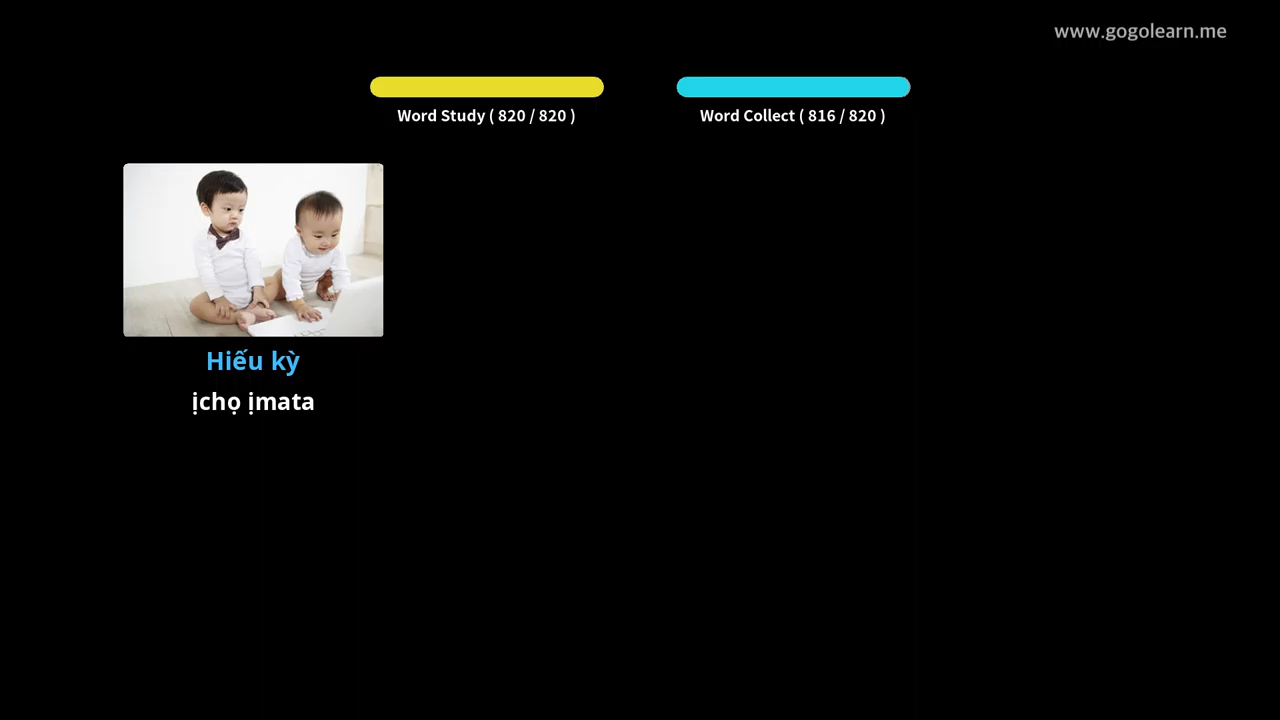 www.gogolearn.me
Word Study ( 820 / 820 )
Word Collect ( 816 / 820 )
Hiếu kỳ
ịchọ ịmata